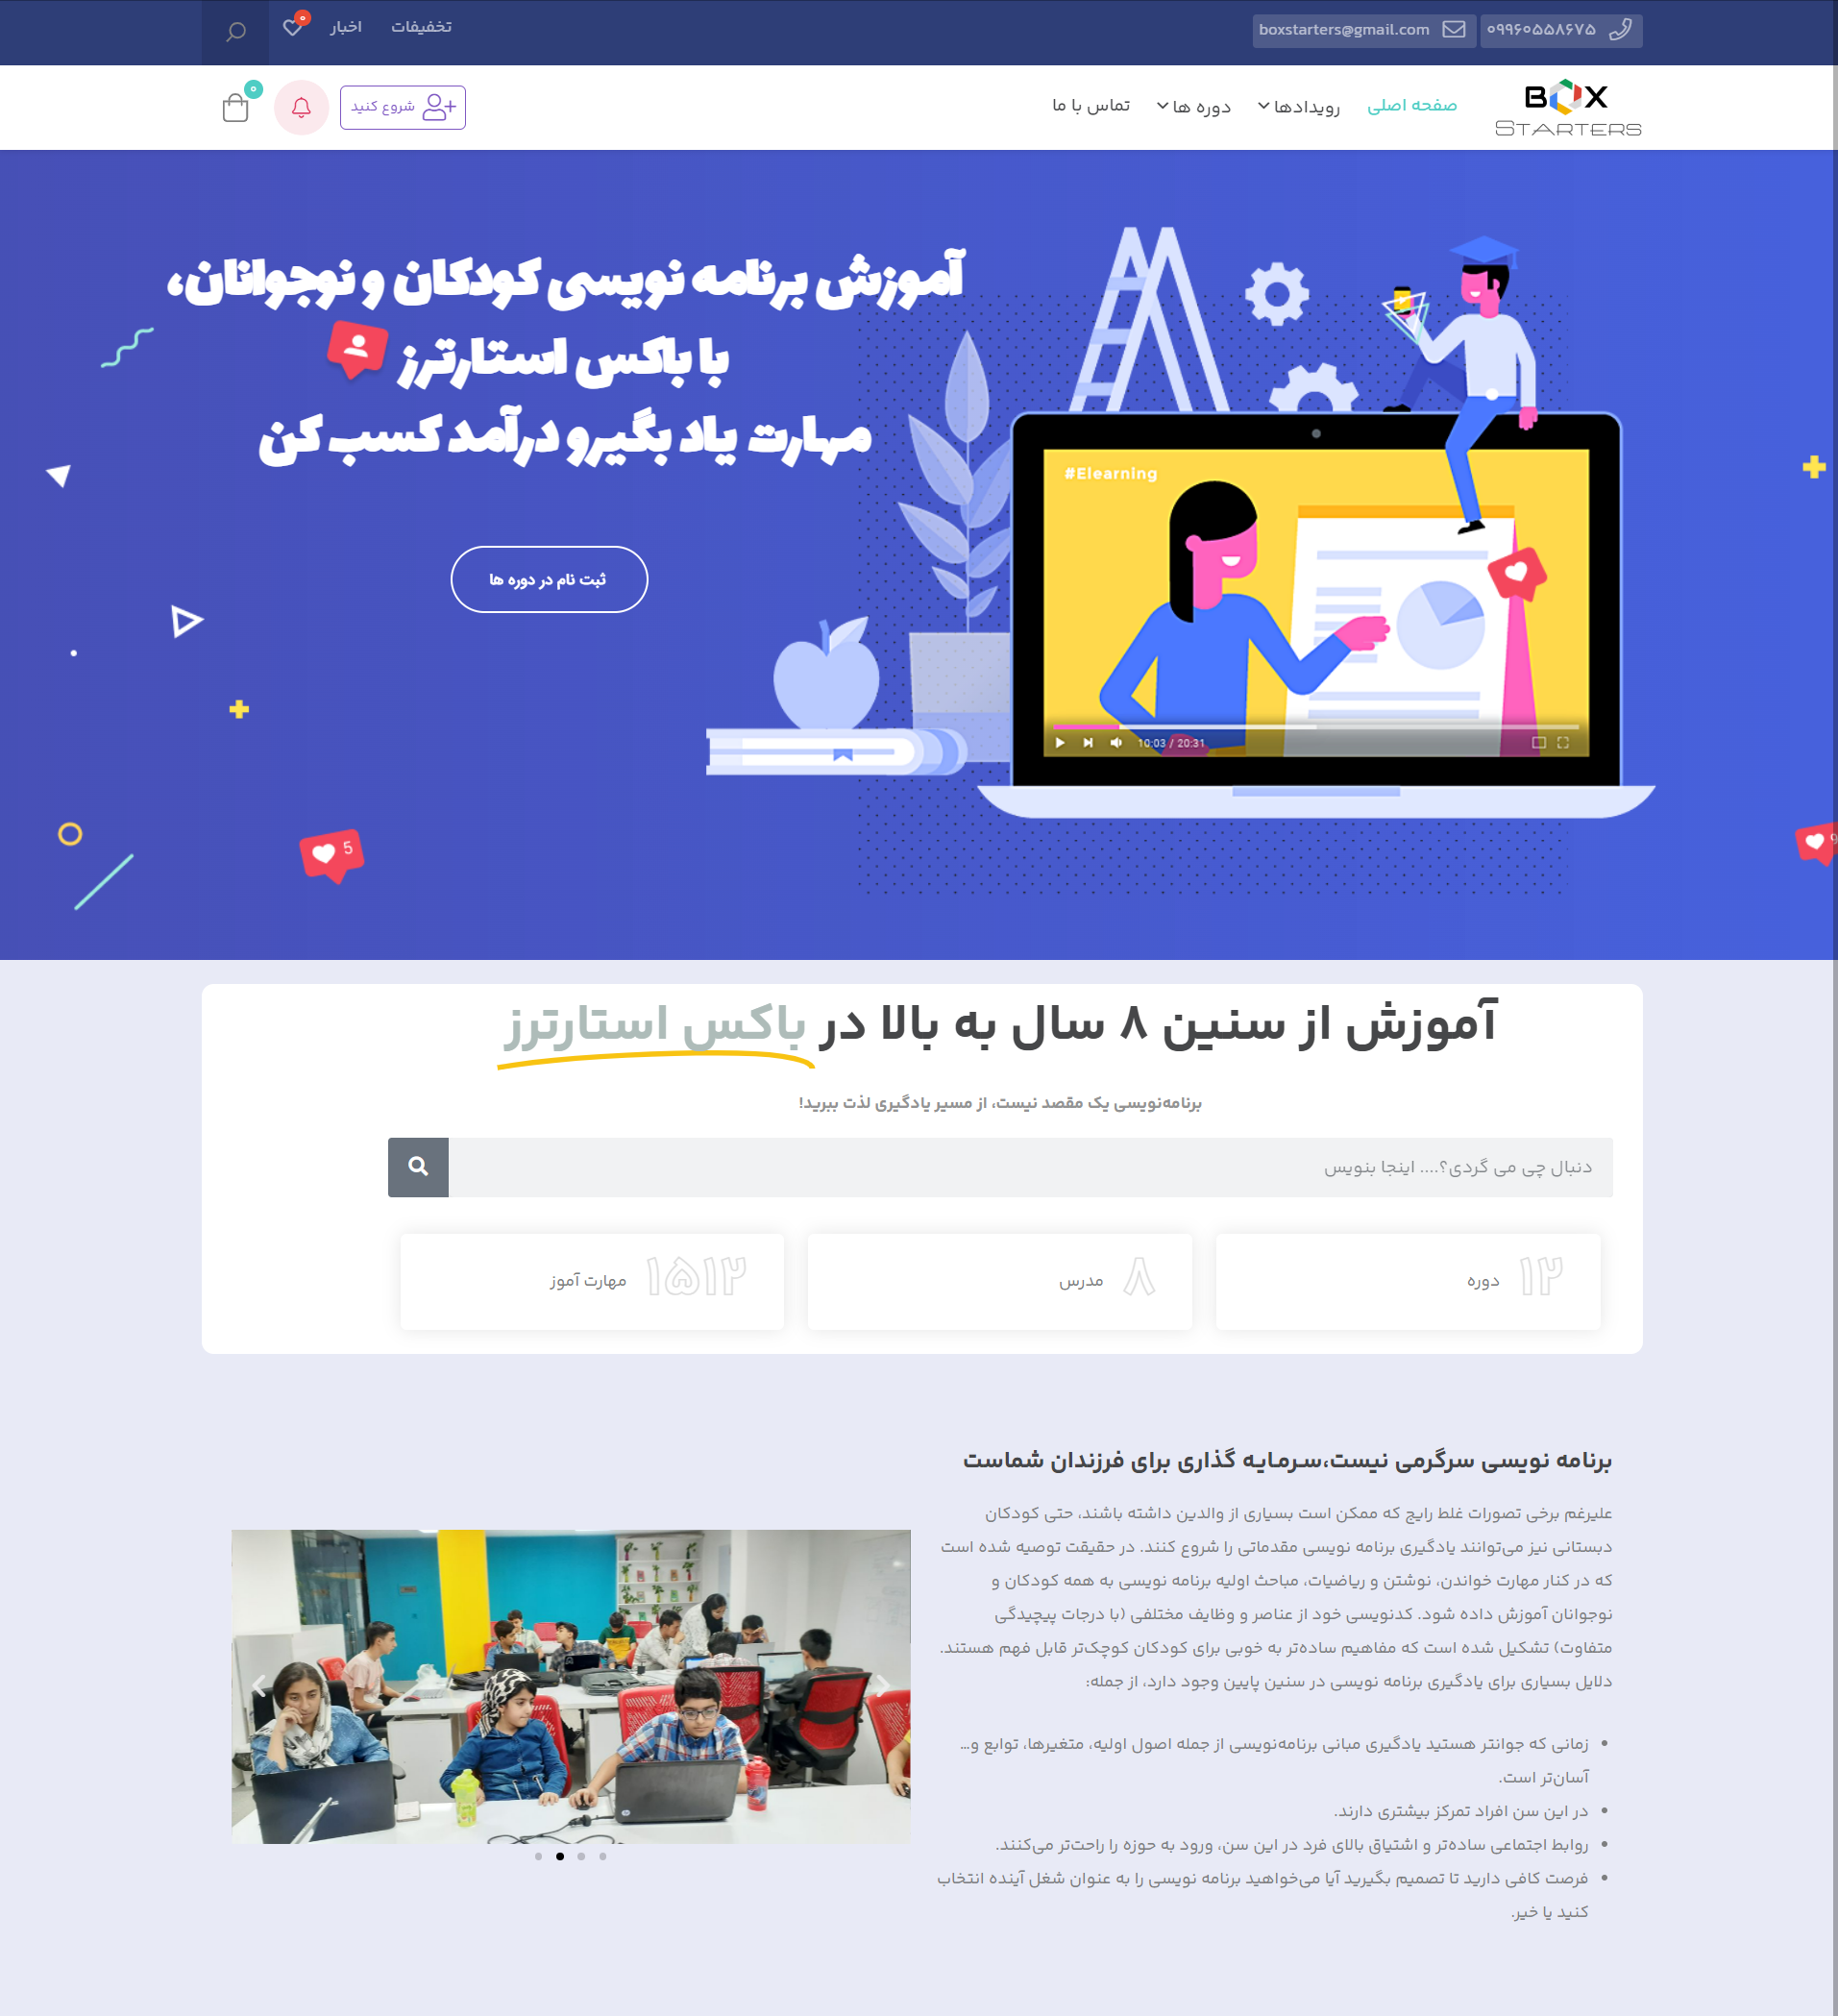 ۰۹۹۶۰۵۵۸۶۷۵
boxstarters@gmail.com
تخفیفات
اخبار
۰
BOX
STARTERS
صفحه اصلی
رویدادها
دوره ها
تماس با ما
شروع کنید
۰
آموزش برنامه نویسی کودکان و نوجوانان،
با باکس استارترز
مهارت یاد بگیرو درآمد کسب کن
ثبت نام در دوره ها
#Elearning
10:03 / 20:31
5
9
آموزش از سنین ۸ سال به بالا در باکس استارترز
برنامه‌نویسی یک مقصد نیست، از مسیر یادگیری لذت ببرید!
دنبال چی می گردی؟.... اینجا بنویس
۱۲ دوره
۸ مدرس
۱۵۱۲ مهارت آموز
برنامه نویسی سرگرمی نیست،سرمایه گذاری برای فرزندان شماست
علیرغم برخی تصورات غلط رایج که ممکن است بسیاری از والدین داشته باشند، حتی کودکان
دبستانی نیز می‌توانند یادگیری برنامه نویسی مقدماتی را شروع کنند. در حقیقت توصیه شده است
که در کنار مهارت خواندن، نوشتن و ریاضیات، مباحث اولیه برنامه نویسی به همه کودکان و
نوجوانان آموزش داده شود. کدنویسی خود از عناصر و وظایف مختلفی (با درجات پیچیدگی
متفاوت) تشکیل شده است که مفاهیم ساده‌تر به خوبی برای کودکان کوچک‌تر قابل فهم هستند.
دلایل بسیاری برای یادگیری برنامه نویسی در سنین پایین وجود دارد، از جمله:
• زمانی که جوانتر هستید یادگیری مبانی برنامه‌نویسی از جمله اصول اولیه، متغیرها، توابع و…
آسان‌تر است.
• در این سن افراد تمرکز بیشتری دارند.
• روابط اجتماعی ساده‌تر و اشتیاق بالای فرد در این سن، ورود به حوزه را راحت‌تر می‌کنند.
• فرصت کافی دارید تا تصمیم بگیرید آیا می‌خواهید برنامه نویسی را به عنوان شغل آینده انتخاب
کنید یا خیر.